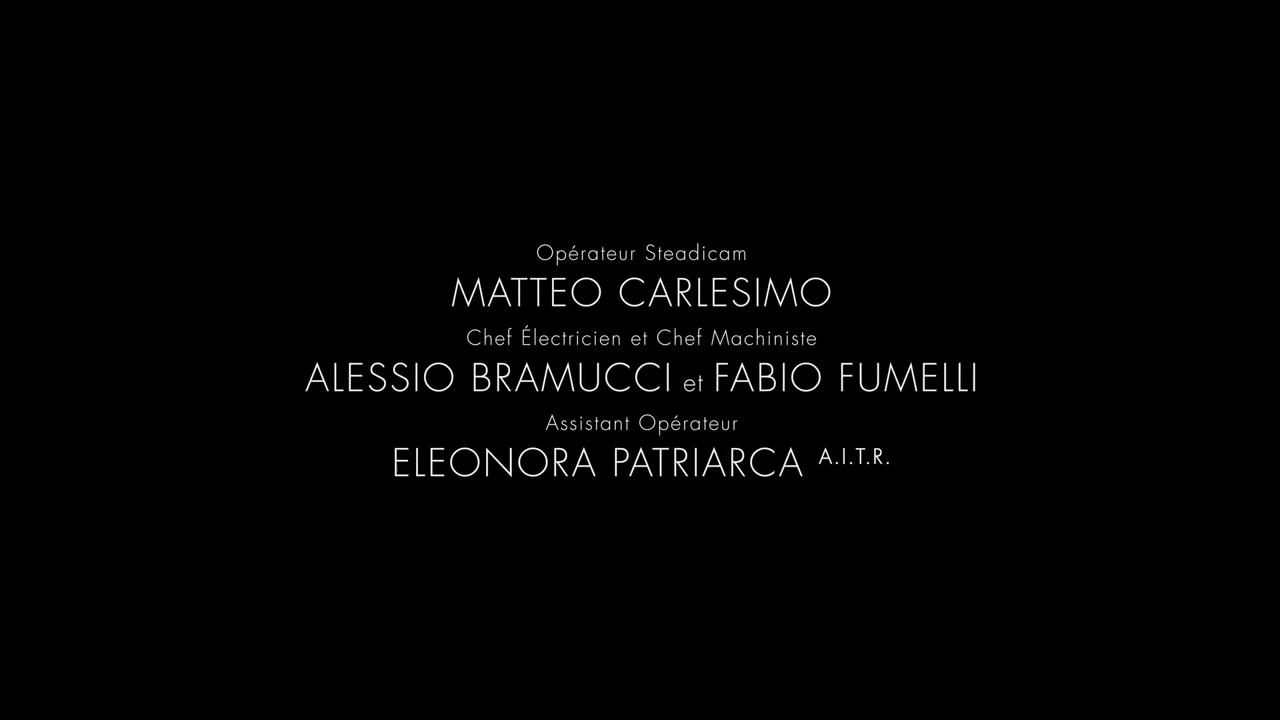 Opérateur Steadicam
MATTEO CARLESIMO
Chef Électricien et Chef Machiniste
ALESSIO BRAMUCCI et FABIO FUMELLI
Assistant Opérateur
ELEONORA PATRIARCA A.I.T.R.